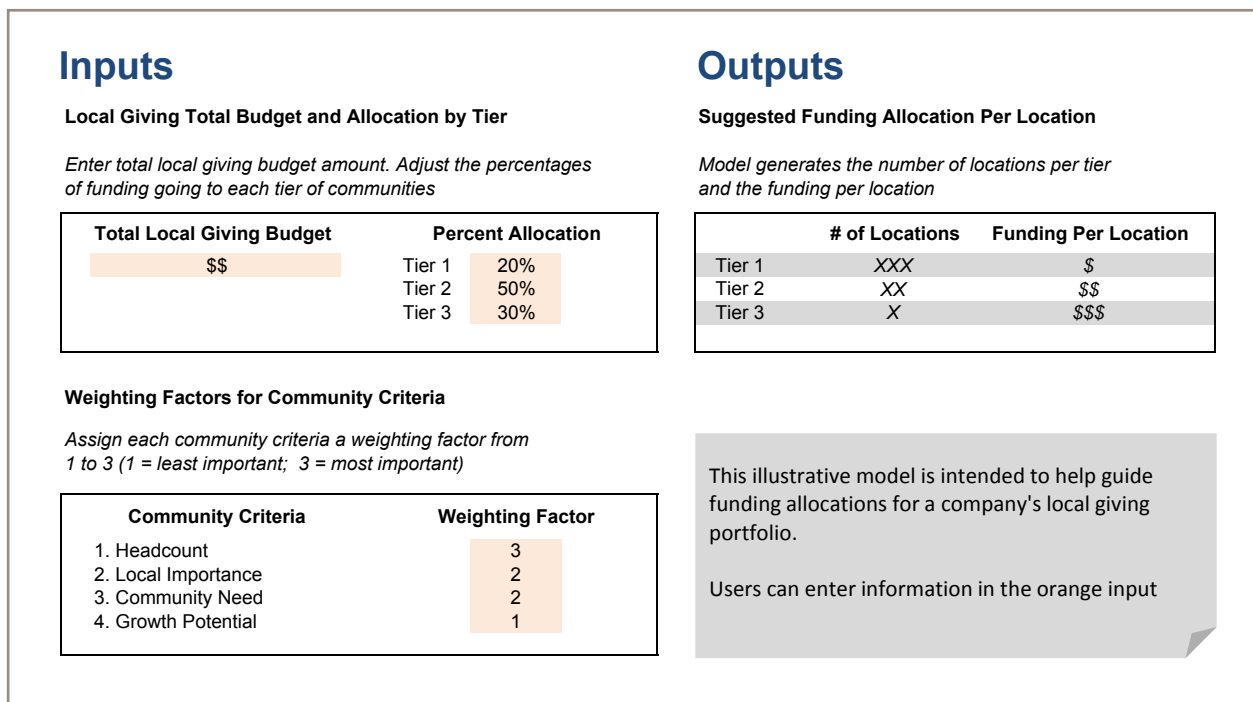 Inputs
Local Giving Total Budget and Allocation by Tier
Enter total local giving budget amount. Adjust the percentages
of funding going to each tier of communities
Total Local Giving Budget Percent Allocation
$$ Tier 1 20%
Tier 2 50%
Tier 3 30%
Weighting Factors for Community Criteria
Assign each community criteria a weighting factor from
1 to 3 (1 = least important; 3 = most important)
Community Criteria Weighting Factor
1. Headcount 3
2. Local Importance 2
3. Community Need 2
4. Growth Potential 1
Outputs
Suggested Funding Allocation Per Location
Model generates the number of locations per tier
and the funding per location
# of Locations Funding Per Location
Tier 1 XXX $
Tier 2 XX $$
Tier 3 X $$$
This illustrative model is intended to help guide
funding allocations for a company's local giving
portfolio.
Users can enter information in the orange input